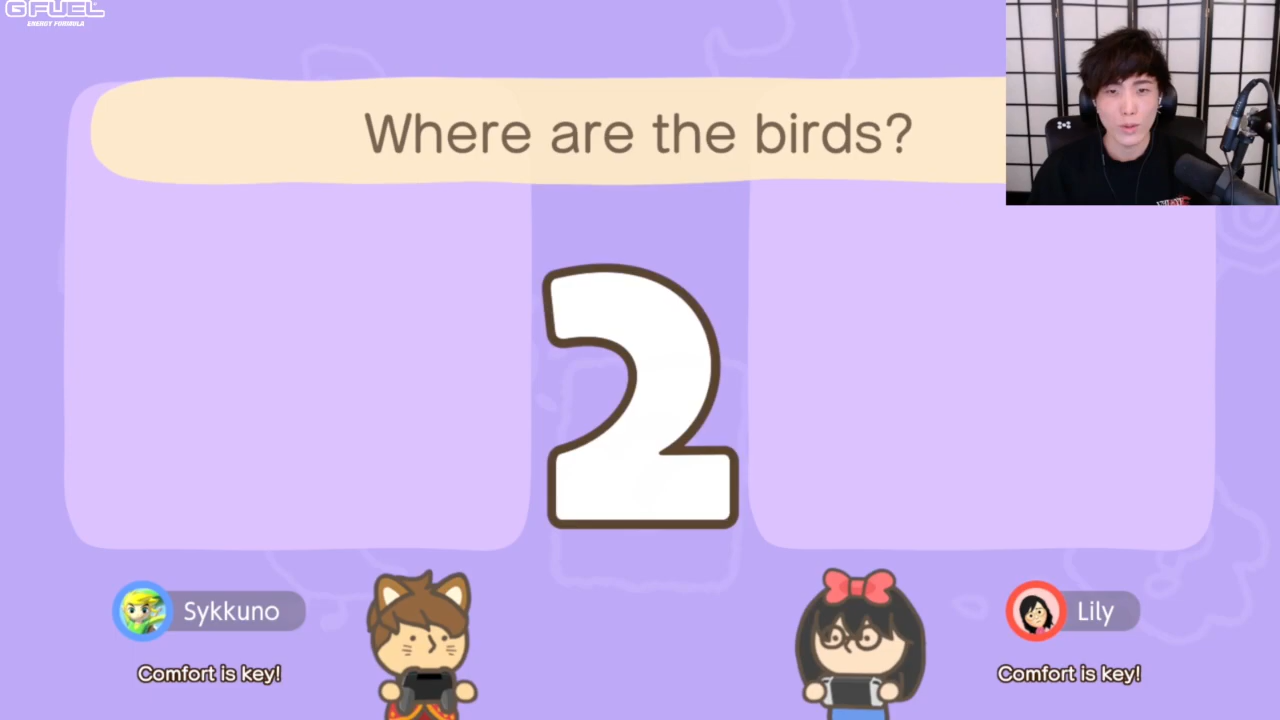 GFUEL
ENERGY FORMULA
Where are the birds?
2
Sykkuno
Lily
Comfort is key!
Comfort is key!